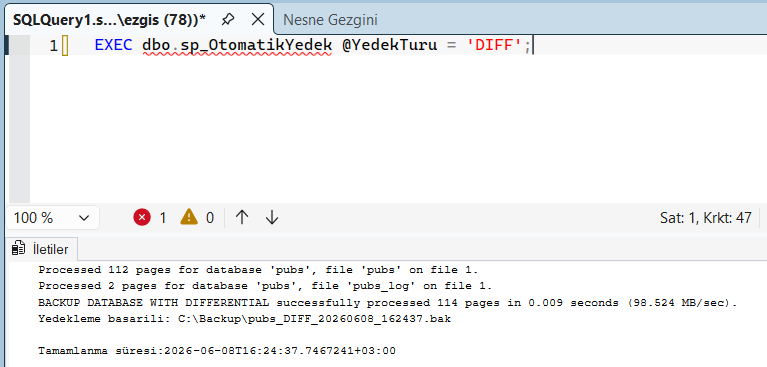 SQLQuery1.s...\ezgis (78))*
Nesne Gezgini
1 EXEC dbo.sp_OtomatikYedek @YedekTuru = 'DIFF';
100 %
1
0
Sat: 1, Krkt: 47
İletiler
Processed 112 pages for database 'pubs', file 'pubs' on file 1.
Processed 2 pages for database 'pubs', file 'pubs_log' on file 1.
BACKUP DATABASE WITH DIFFERENTIAL successfully processed 114 pages in 0.009 seconds (98.524 MB/sec).
Yedekleme basarili: C:\Backup\pubs_DIFF_20260608_162437.bak
Tamamlanma süresi:2026-06-08T16:24:37.7467241+03:00